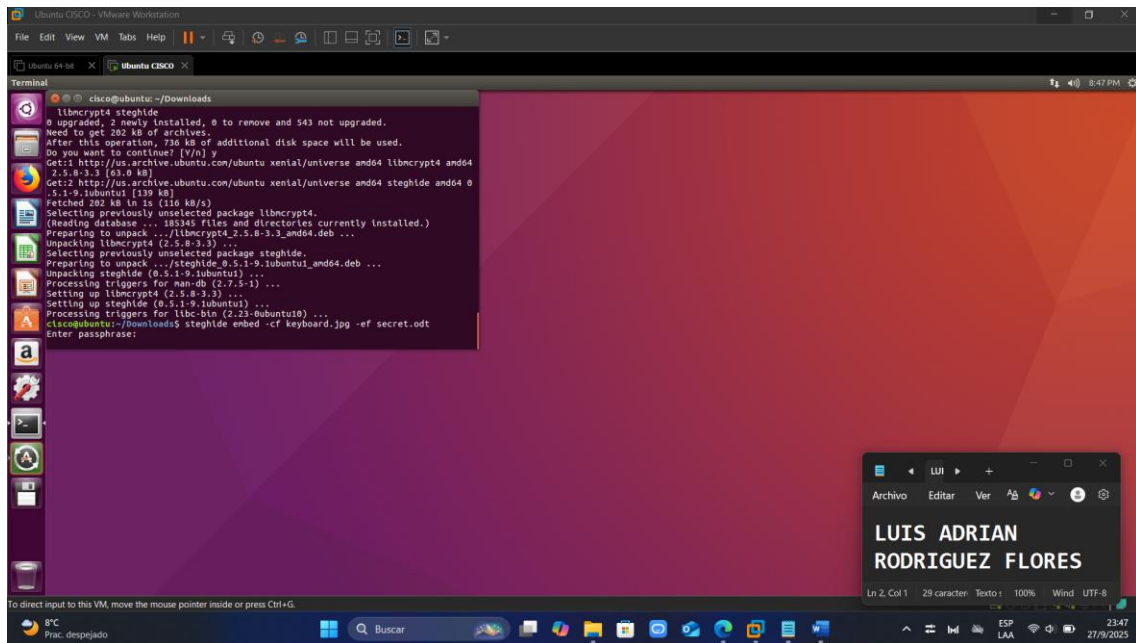 Ubuntu CISCO - VMware Workstation
File Edit View VM Tabs Help
Ubuntu 64-bit
Ubuntu CISCO
Terminal
8:47 PM
cisco@ubuntu: ~/Downloads
libmcrypt4 steghide
0 upgraded, 2 newly installed, 0 to remove and 543 not upgraded.
Need to get 202 kB of archives.
After this operation, 736 kB of additional disk space will be used.
Do you want to continue? [Y/n] y
Get:1 http://us.archive.ubuntu.com/ubuntu xenial/universe amd64 libmcrypt4 amd64
2.5.8-3.3 [63.0 kB]
Get:2 http://us.archive.ubuntu.com/ubuntu xenial/universe amd64 steghide amd64 0
.5.1-9.1ubuntu1 [139 kB]
Fetched 202 kB in 1s (116 kB/s)
Selecting previously unselected package libmcrypt4.
(Reading database ... 185345 files and directories currently installed.)
Preparing to unpack .../libmcrypt4_2.5.8-3.3_amd64.deb ...
Unpacking libmcrypt4 (2.5.8-3.3) ...
Selecting previously unselected package steghide.
Preparing to unpack .../steghide_0.5.1-9.1ubuntu1_amd64.deb ...
Unpacking steghide (0.5.1-9.1ubuntu1) ...
Processing triggers for man-db (2.7.5-1) ...
Setting up libmcrypt4 (2.5.8-3.3) ...
Setting up steghide (0.5.1-9.1ubuntu1) ...
Processing triggers for libc-bin (2.23-0ubuntu10) ...
cisco@ubuntu:~/Downloads$ steghide embed -cf keyboard.jpg -ef secret.odt
Enter passphrase:
LUI
Archivo Editar Ver
LUIS ADRIAN
RODRIGUEZ FLORES
Ln 2, Col 1 29 caracter Texto s 100% Wind UTF-8
To direct input to this VM, move the mouse pointer inside or press Ctrl+G.
8°C
Prac. despejado
Buscar
ESP
LAA
23:47
27/9/2025